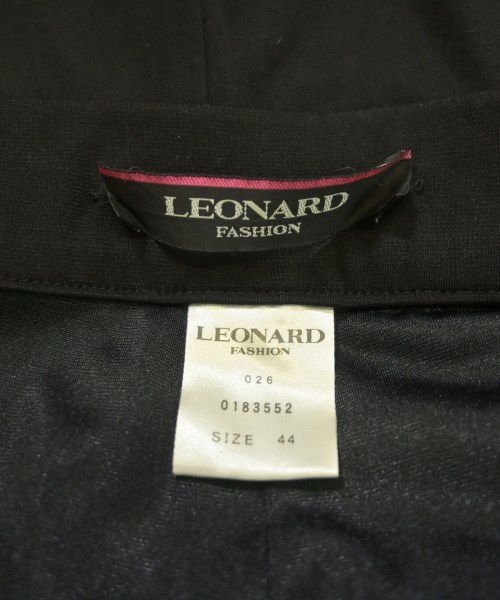 LEONARD
FASHION
LEONARD
FASHION
026
0183552
SIZE 44